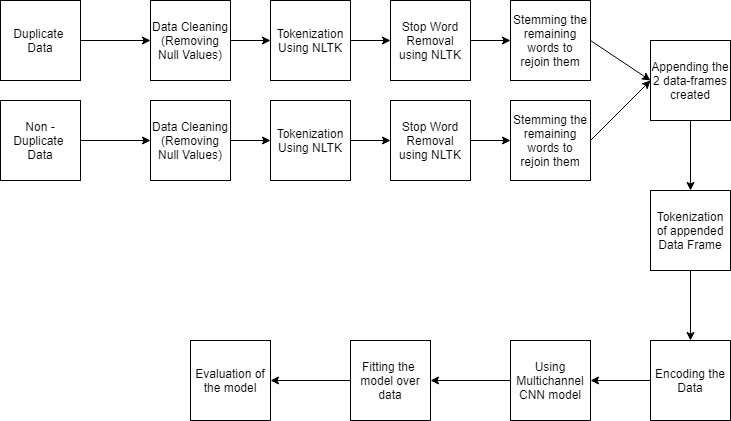 Duplicate
Data
Data Cleaning
(Removing
Null Values)
Tokenization
Using NLTK
Stop Word
Removal
using NLTK
Stemming the
remaining
words to
rejoin them
Non -
Duplicate
Data
Data Cleaning
(Removing
Null Values)
Tokenization
Using NLTK
Stop Word
Removal
using NLTK
Stemming the
remaining
words to
rejoin them
Appending the
2 data-frames
created
Tokenization
of appended
Data Frame
Encoding the
Data
Using
Multichannel
CNN model
Fitting the
model over
data
Evaluation of
the model